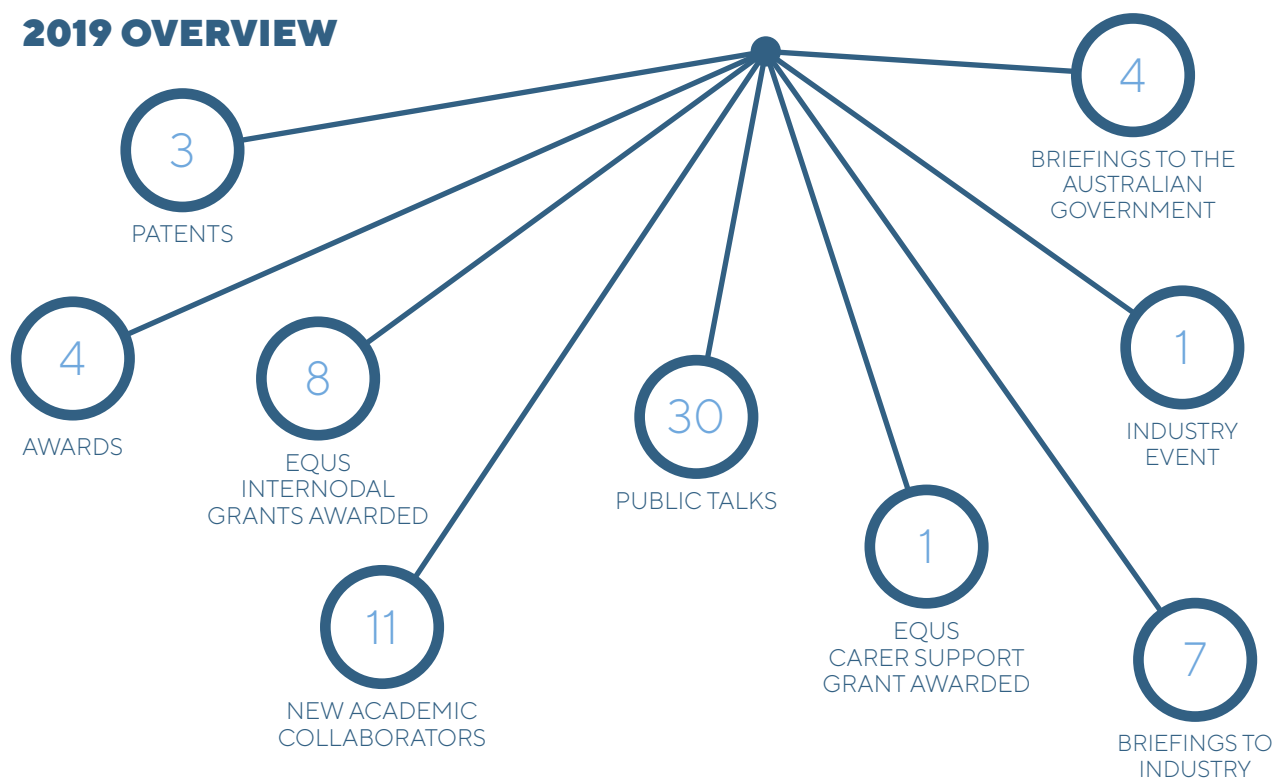 2019 OVERVIEW
3
PATENTS
4
AWARDS
8
EQUS
INTERNODAL
GRANTS AWARDED
11
NEW ACADEMIC
COLLABORATORS
30
PUBLIC TALKS
1
EQUS
CARER SUPPORT
GRANT AWARDED
7
BRIEFINGS TO
INDUSTRY
1
INDUSTRY
EVENT
4
BRIEFINGS TO THE
AUSTRALIAN
GOVERNMENT